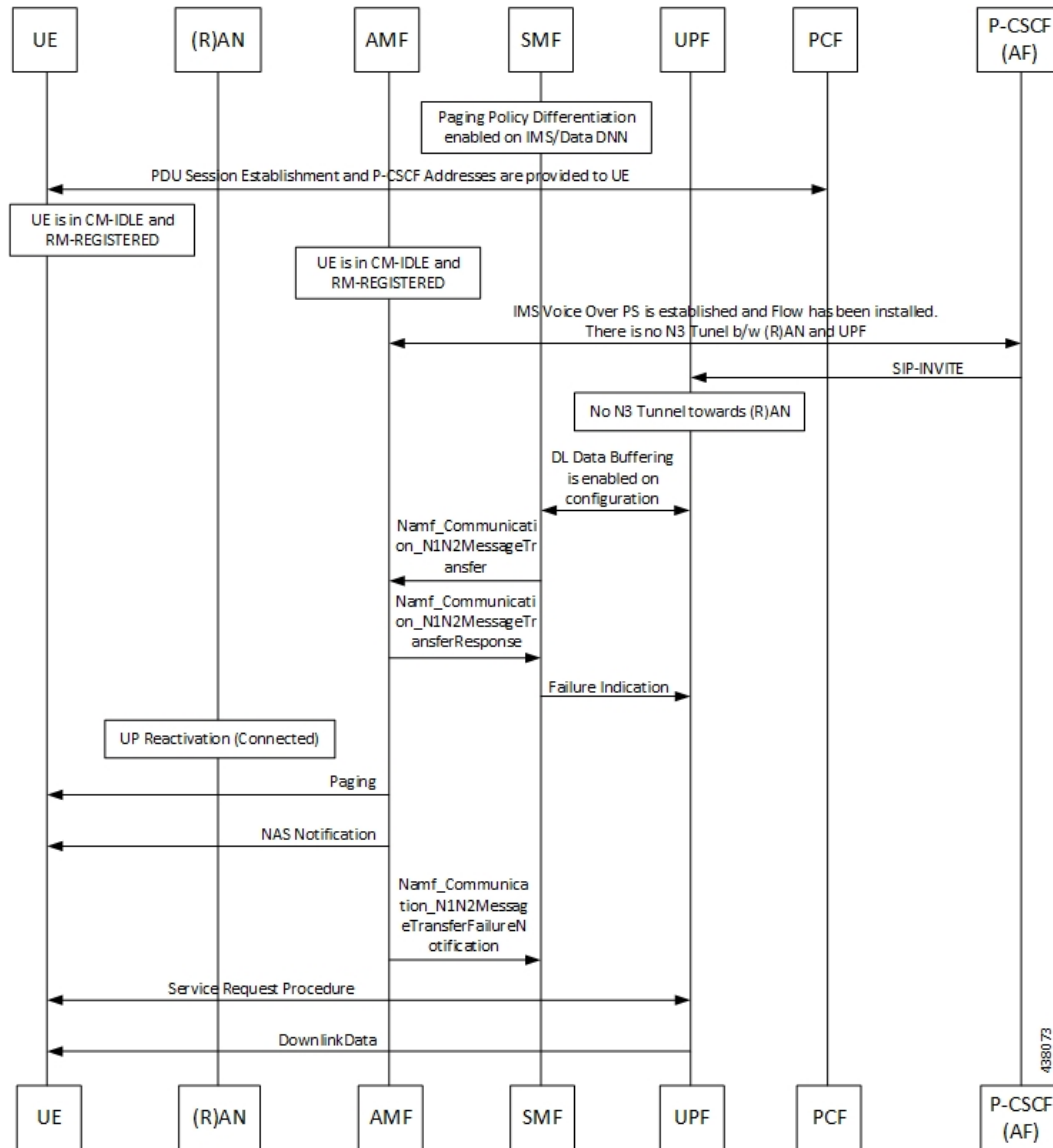 UE
(R)AN
AMF
SMF
UPF
PCF
P-CSCF
(AF)
Paging Policy Differentiation
enabled on IMS/Data DNN
PDU Session Establishment and P-CSCF Addresses are provided to UE
UE is in CM-IDLE and
RM-REGISTERED
UE is in CM-IDLE and
RM-REGISTERED
IMS Voice Over PS is established and Flow has been installed.
There is no N3 Tunel b/w (R)AN and UPF
SIP-INVITE
No N3 Tunnel towards (R)AN
DL Data Buffering
is enabled on
configuration
Namf_Communicati
on_N1N2MessageTr
ansfer
Namf_Communicati
on_N1N2MessageTr
ansferResponse
Failure Indication
UP Reactivation (Connected)
Paging
NAS Notification
Namf_Communica
tion_N1N2Messag
eTransferFailureN
otification
Service Request Procedure
Downlink Data
438073
UE
(R)AN
AMF
SMF
UPF
PCF
P-CSCF
(AF)